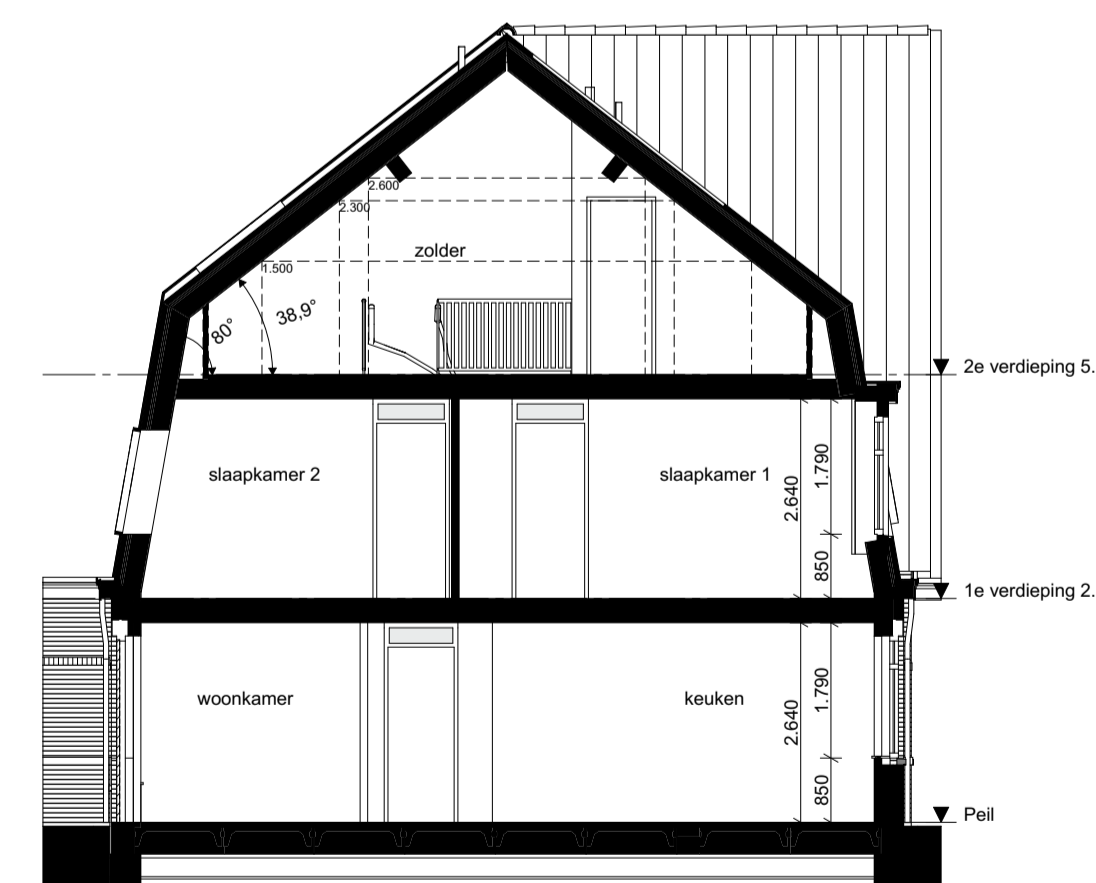 2.600
2.300
zolder
1.500
80°
38,9°
2e verdieping 5.
slaapkamer 2
slaapkamer 1
2.640
1.790
850
1e verdieping 2.
woonkamer
keuken
2.640
1.790
850
Peil